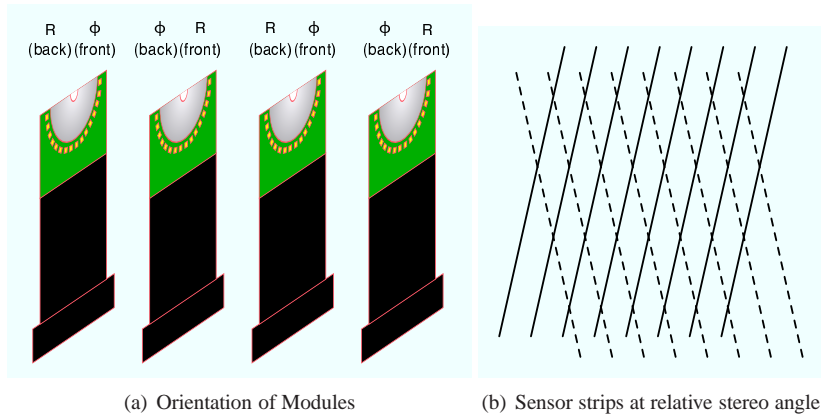 R ϕ ϕ R R ϕ ϕ R
(back)(front) (back)(front) (back)(front) (back)(front)
(a) Orientation of Modules
(b) Sensor strips at relative stereo angle